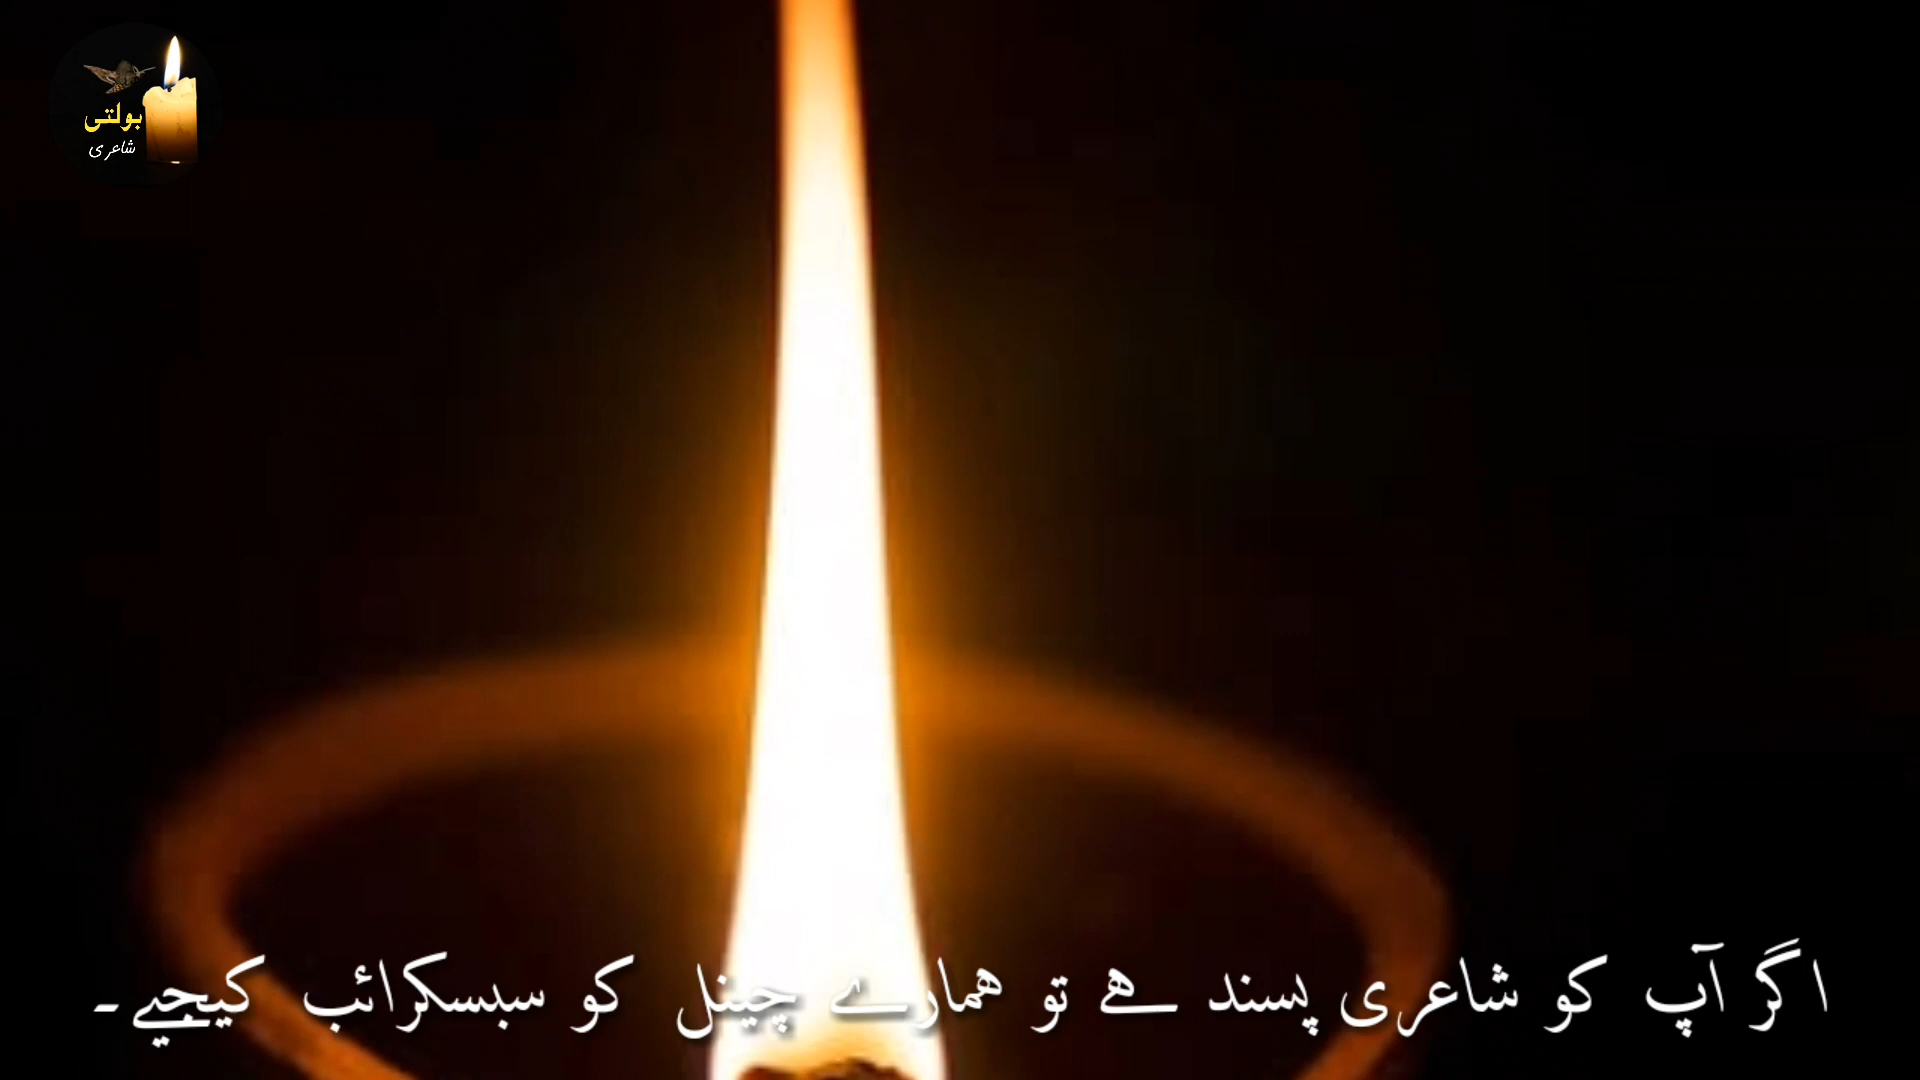 بولتی
شاعری
اگر آپ کو شاعری پسند ہے تو ہمارے چینل کو سبسکرائب کیجیے۔